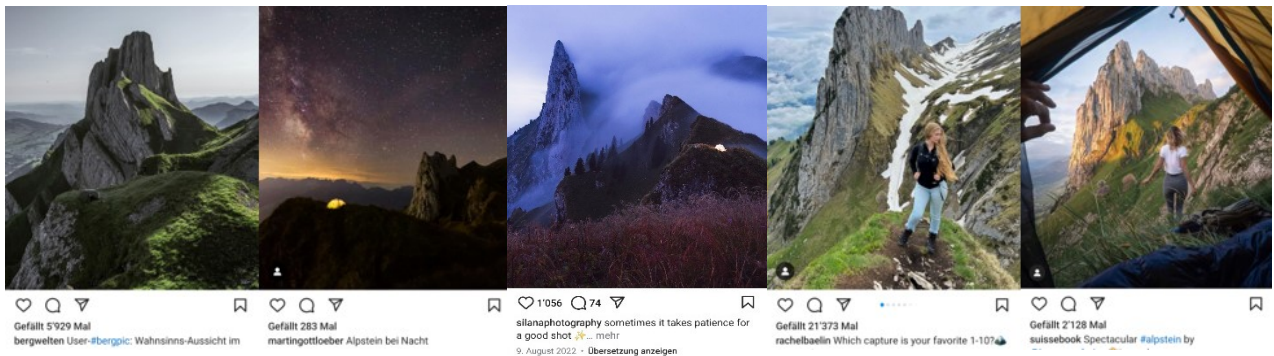 Gefällt 5'929 Mal
bergwelten User-#bergpic: Wahnsinns-Aussicht im
Gefällt 283 Mal
martingottloeber Alpstein bei Nacht
1'056 74
silanaphotography sometimes it takes patience for
a good shot ✨... mehr
9. August 2022 • Übersetzung anzeigen
Gefällt 21'373 Mal
rachelbaelin Which capture is your favorite 1-10?🏔️
Gefällt 2'128 Mal
suissebook Spectacular #alpstein by